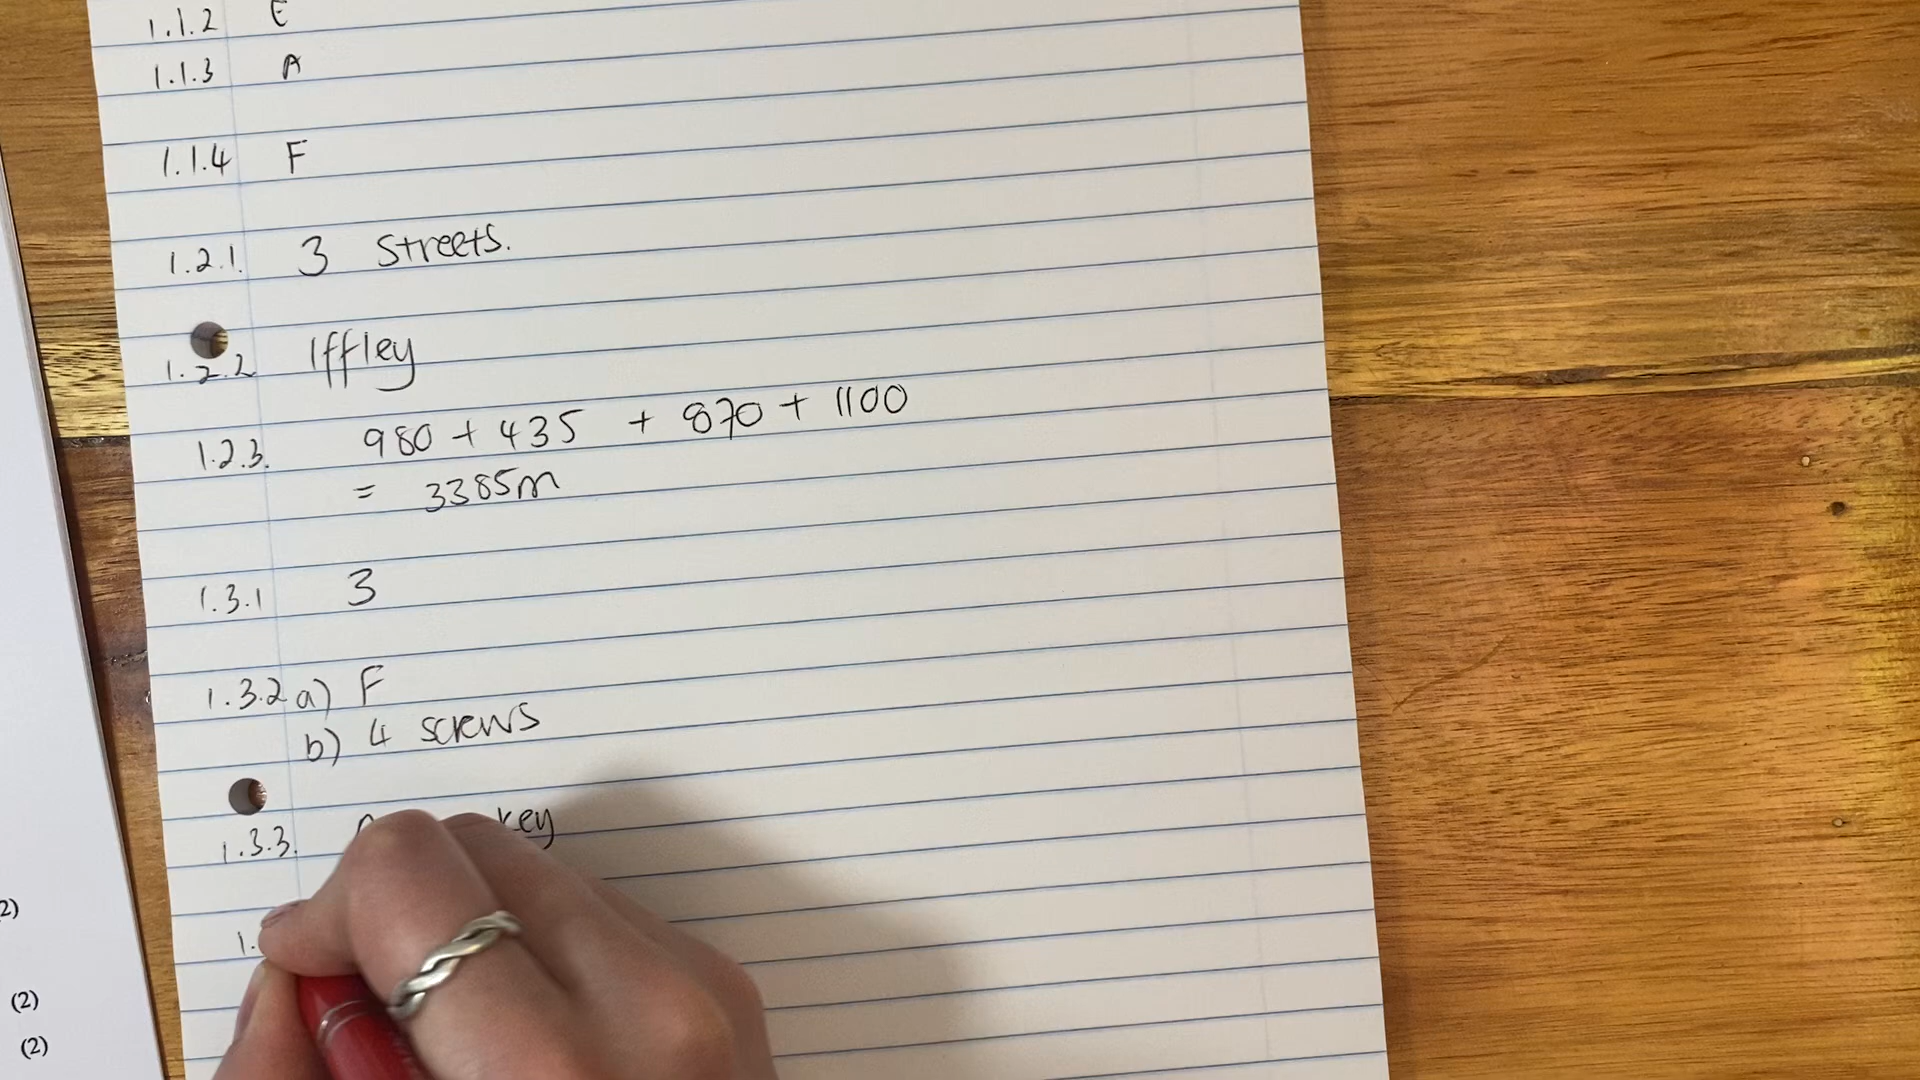 1.1.2 E
1.1.3 A
1.1.4 F
1.2.1. 3 Streets.
1.2.2 Iffley
1.2.3. 980 + 435 + 870 + 1100
= 3385m
1.3.1 3
1.3.2 a) F
b) 4 screws
1.3.3. key
1.
2)
(2)
(2)